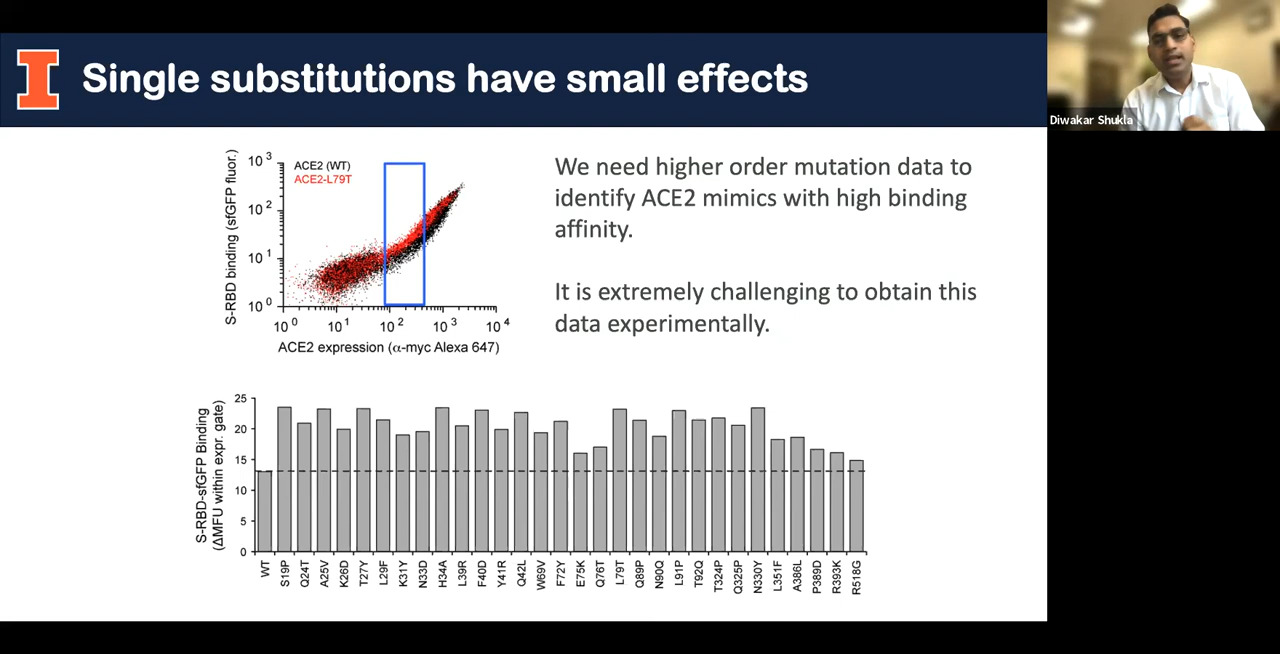 Single substitutions have small effects
Diwakar Shukla
S-RBD binding (sfGFP fluor.)
10³
10²
10¹
10⁰
ACE2 (WT)
ACE2-L79T
10⁰ 10¹ 10² 10³ 10⁴
ACE2 expression (α-myc Alexa 647)
We need higher order mutation data to
identify ACE2 mimics with high binding
affinity.
It is extremely challenging to obtain this
data experimentally.
S-RBD-sfGFP Binding
(ΔMFU within expr. gate)
25
20
15
10
5
0
WT S19P Q24T A25V K26D T27Y L29F K31Y N33D H34A L39R F40D Y41R Q42L W69V F72Y E75K Q76T L79T Q89P N90Q L91P T92Q T324P Q325P N330Y L351F A386L P389D R393K R518G